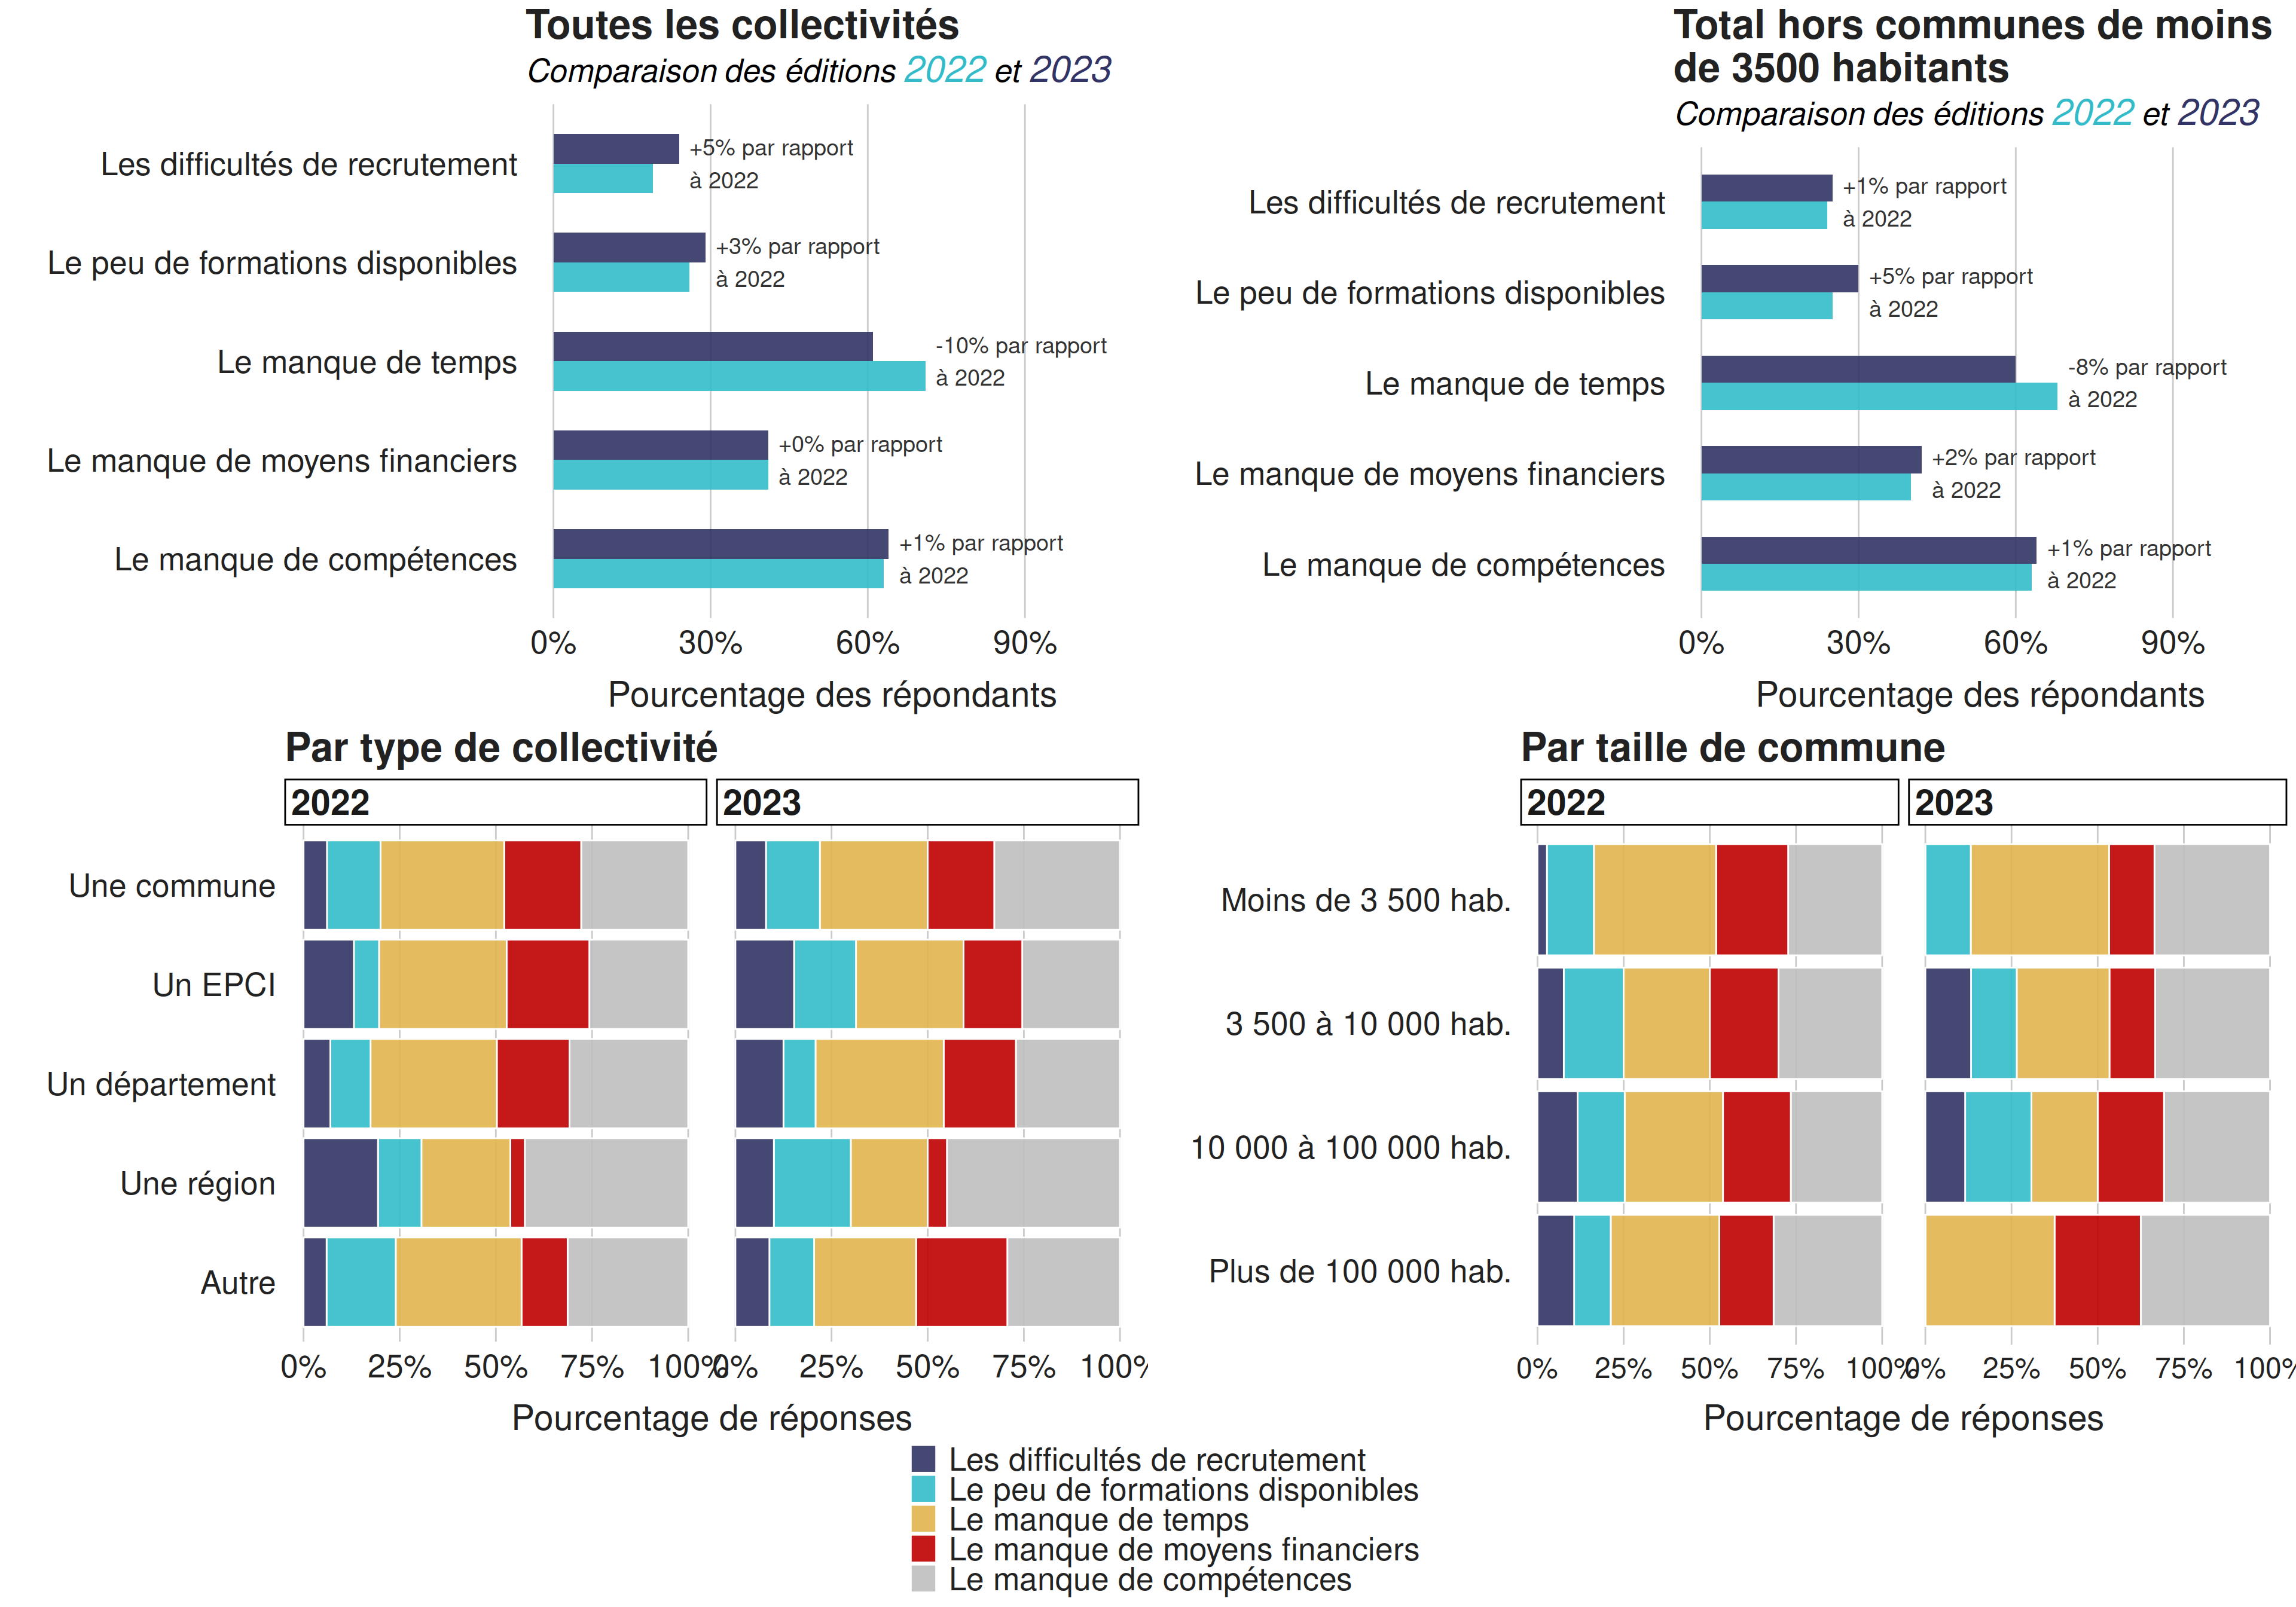 Toutes les collectivités
Comparaison des éditions 2022 et 2023
Les difficultés de recrutement
+5% par rapport
à 2022
Le peu de formations disponibles
+3% par rapport
à 2022
Le manque de temps
-10% par rapport
à 2022
Le manque de moyens financiers
+0% par rapport
à 2022
Le manque de compétences
+1% par rapport
à 2022
0% 30% 60% 90%
Pourcentage des répondants
Total hors communes de moins
de 3500 habitants
Comparaison des éditions 2022 et 2023
Les difficultés de recrutement
+1% par rapport
à 2022
Le peu de formations disponibles
+5% par rapport
à 2022
Le manque de temps
-8% par rapport
à 2022
Le manque de moyens financiers
+2% par rapport
à 2022
Le manque de compétences
+1% par rapport
à 2022
0% 30% 60% 90%
Pourcentage des répondants
Par type de collectivité
2022 2023
Une commune
Un EPCI
Un département
Une région
Autre
0% 25% 50% 75% 100% 0% 25% 50% 75% 100%
Pourcentage de réponses
Par taille de commune
2022 2023
Moins de 3 500 hab.
3 500 à 10 000 hab.
10 000 à 100 000 hab.
Plus de 100 000 hab.
0% 25% 50% 75% 100% 0% 25% 50% 75% 100%
Pourcentage de réponses
Les difficultés de recrutement
Le peu de formations disponibles
Le manque de temps
Le manque de moyens financiers
Le manque de compétences